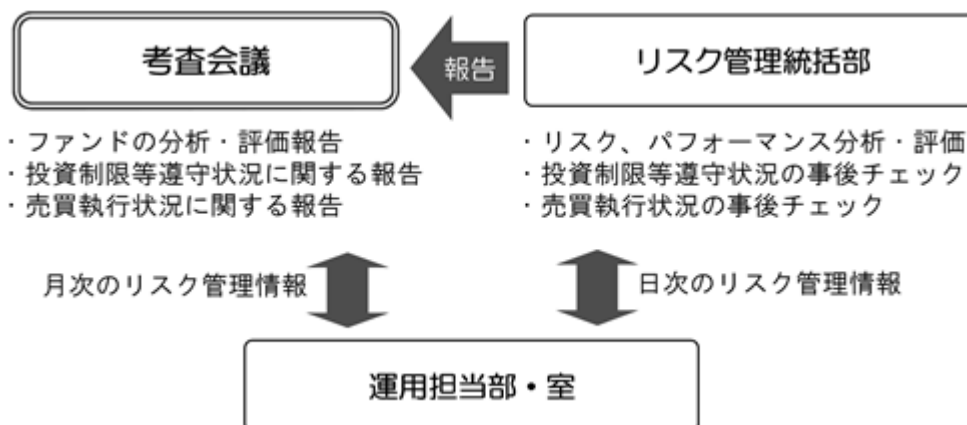 考査会議
報告
リスク管理統括部
・ファンドの分析・評価報告
・投資制限等遵守状況に関する報告
・売買執行状況に関する報告
・リスク、パフォーマンス分析・評価
・投資制限等遵守状況の事後チェック
・売買執行状況の事後チェック
月次のリスク管理情報
日次のリスク管理情報
運用担当部・室